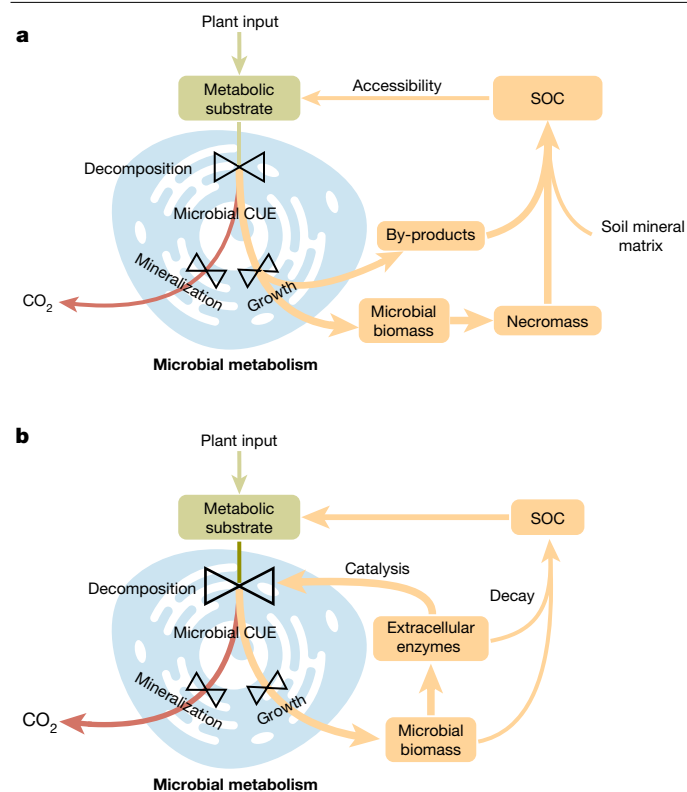 a
Plant input
Metabolic
substrate
Accessibility
SOC
Decomposition
Microbial CUE
By-products
Soil mineral
matrix
Mineralization
Growth
CO₂
Microbial
biomass
Necromass
Microbial metabolism
b
Plant input
Metabolic
substrate
SOC
Catalysis
Decomposition
Decay
Microbial CUE
Extracellular
enzymes
Mineralization
Growth
CO₂
Microbial
biomass
Microbial metabolism